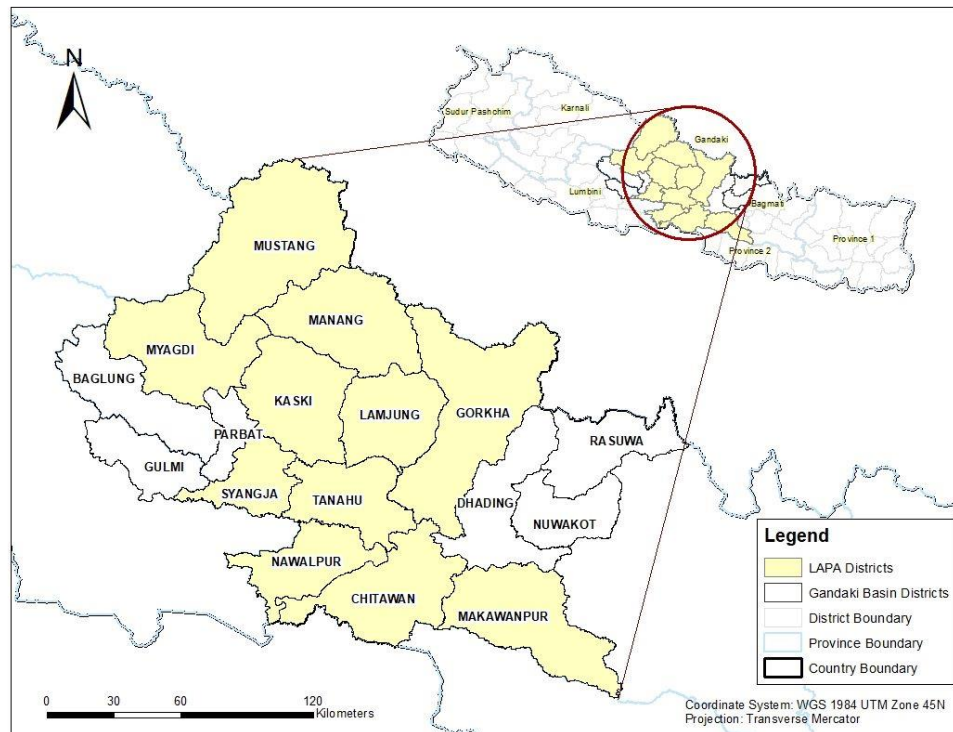 N
Sudur Pashchim
Karnali
Gandaki
Lumbini
Bagmati
Province 1
Province 2
MUSTANG
MANANG
MYAGDI
BAGLUNG
KASKI
LAMJUNG
GORKHA
PARBAT
RASUWA
GULMI
SYANGJA
TANAHU
DHADING
NUWAKOT
NAWALPUR
CHITAWAN
MAKAWANPUR
Legend
LAPA Districts
Gandaki Basin Districts
District Boundary
Province Boundary
Country Boundary
0 30 60 120
Kilometers
Coordinate System: WGS 1984 UTM Zone 45N
Projection: Transverse Mercator